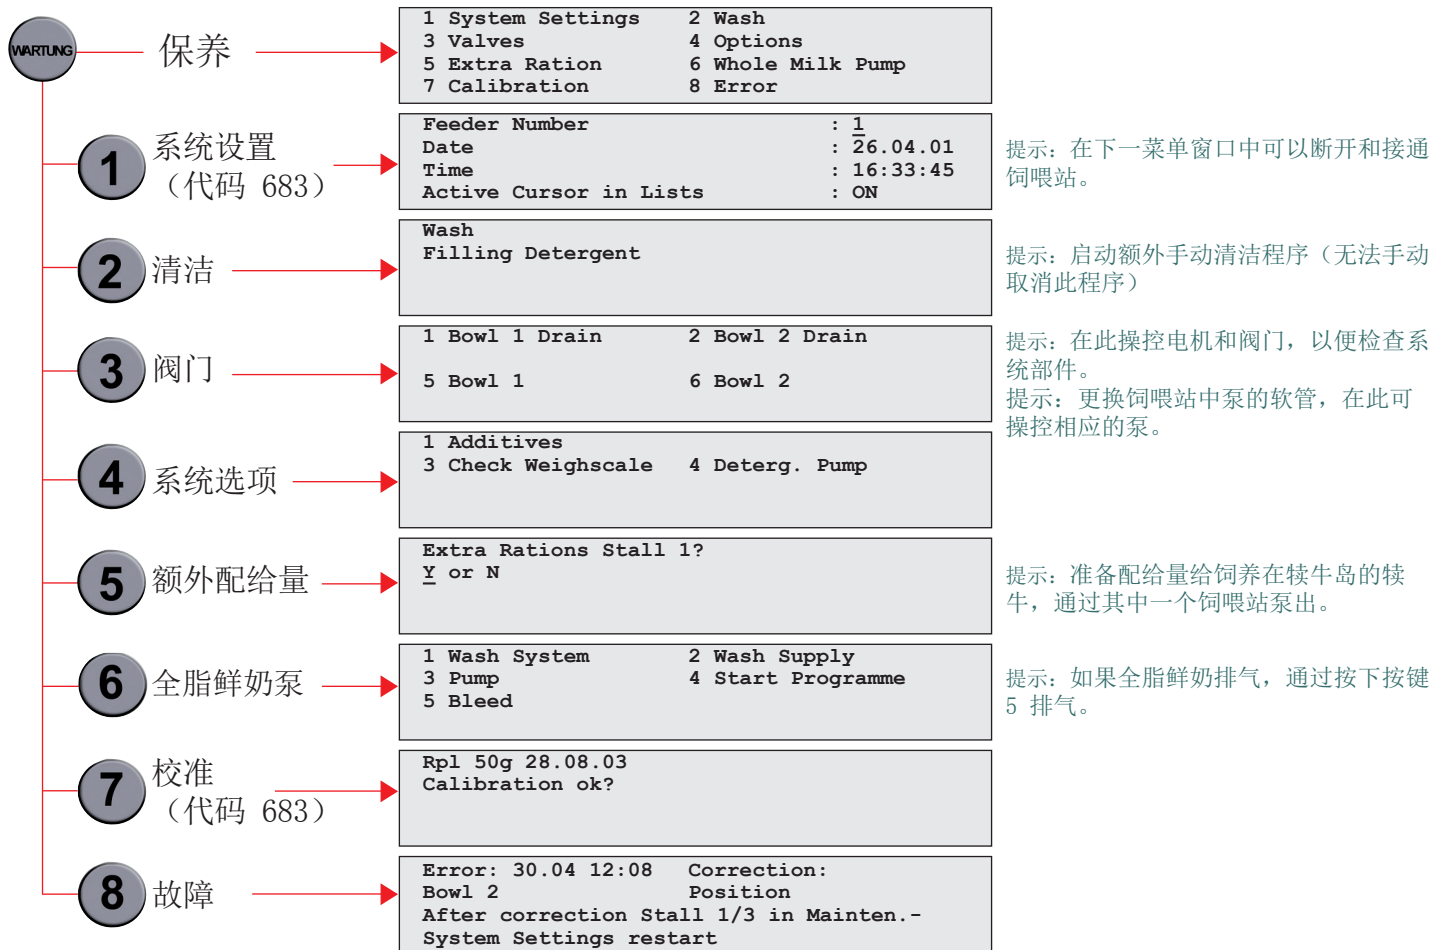 WARTUNG
保养
1 System Settings 2 Wash
3 Valves 4 Options
5 Extra Ration 6 Whole Milk Pump
7 Calibration 8 Error
1
系统设置
（代码 683）
Feeder Number : 1
Date : 26.04.01
Time : 16:33:45
Active Cursor in Lists : ON
提示：在下一菜单窗口中可以断开和接通
饲喂站。
2
清洁
Wash
Filling Detergent
提示：启动额外手动清洁程序（无法手动
取消此程序）
3
阀门
1 Bowl 1 Drain 2 Bowl 2 Drain
5 Bowl 1 6 Bowl 2
提示：在此操控电机和阀门，以便检查系
统部件。
提示：更换饲喂站中泵的软管，在此可
操控相应的泵。
4
系统选项
1 Additives
3 Check Weighscale 4 Deterg. Pump
5
额外配给量
Extra Rations Stall 1?
Y or N
提示：准备配给量给饲养在犊牛岛的犊
牛，通过其中一个饲喂站泵出。
6
全脂鲜奶泵
1 Wash System 2 Wash Supply
3 Pump 4 Start Programme
5 Bleed
提示：如果全脂鲜奶排气，通过按下按键
5 排气。
7
校准
（代码 683）
Rpl 50g 28.08.03
Calibration ok?
8
故障
Error: 30.04 12:08 Correction:
Bowl 2 Position
After correction Stall 1/3 in Mainten.-
System Settings restart